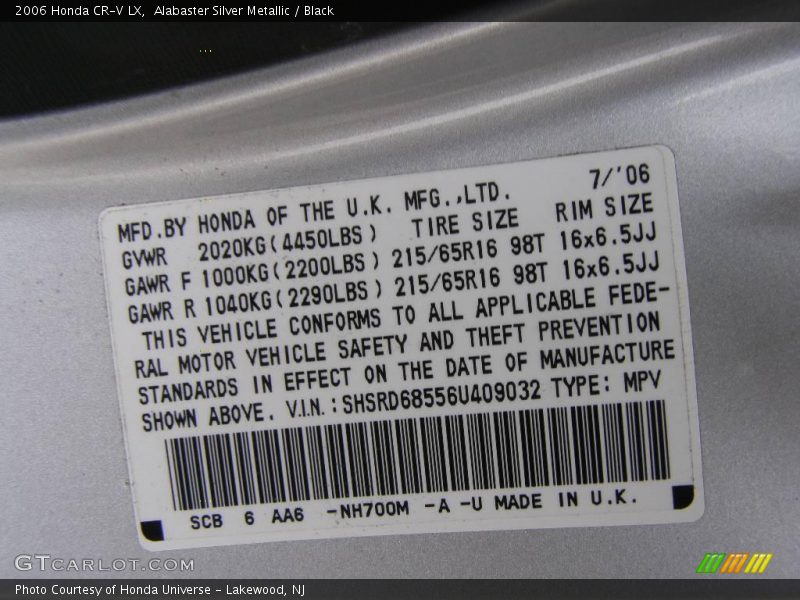 2006 Honda CR-V LX, Alabaster Silver Metallic / Black
7/'06
MFD.BY HONDA OF THE U.K. MFG.,LTD.
GVWR 2020KG(4450LBS) TIRE SIZE RIM SIZE
GAWR F 1000KG(2200LBS) 215/65R16 98T 16x6.5JJ
GAWR R 1040KG(2290LBS) 215/65R16 98T 16x6.5JJ
THIS VEHICLE CONFORMS TO ALL APPLICABLE FEDE-
RAL MOTOR VEHICLE SAFETY AND THEFT PREVENTION
STANDARDS IN EFFECT ON THE DATE OF MANUFACTURE
SHOWN ABOVE. V.I.N.:SHSRD68556U409032 TYPE: MPV
SCB 6 AA6 -NH700M -A -U MADE IN U.K.
GTCARLOT.COM
Photo Courtesy of Honda Universe - Lakewood, NJ